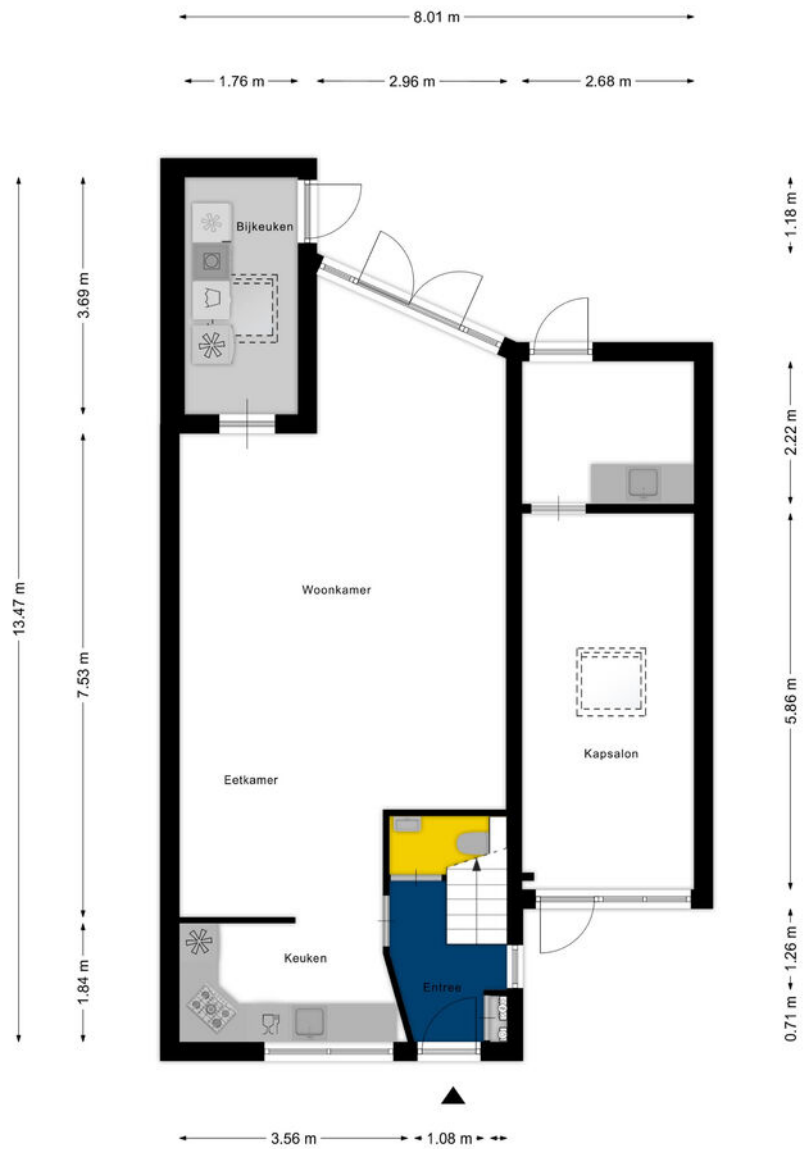 8.01 m
1.76 m
2.96 m
2.68 m
Bijkeuken
1.18 m
3.69 m
2.22 m
13.47 m
7.53 m
Woonkamer
5.86 m
Kapsalon
Eetkamer
1.84 m
Keuken
Entree
1.26 m
0.71 m
3.56 m
1.08 m